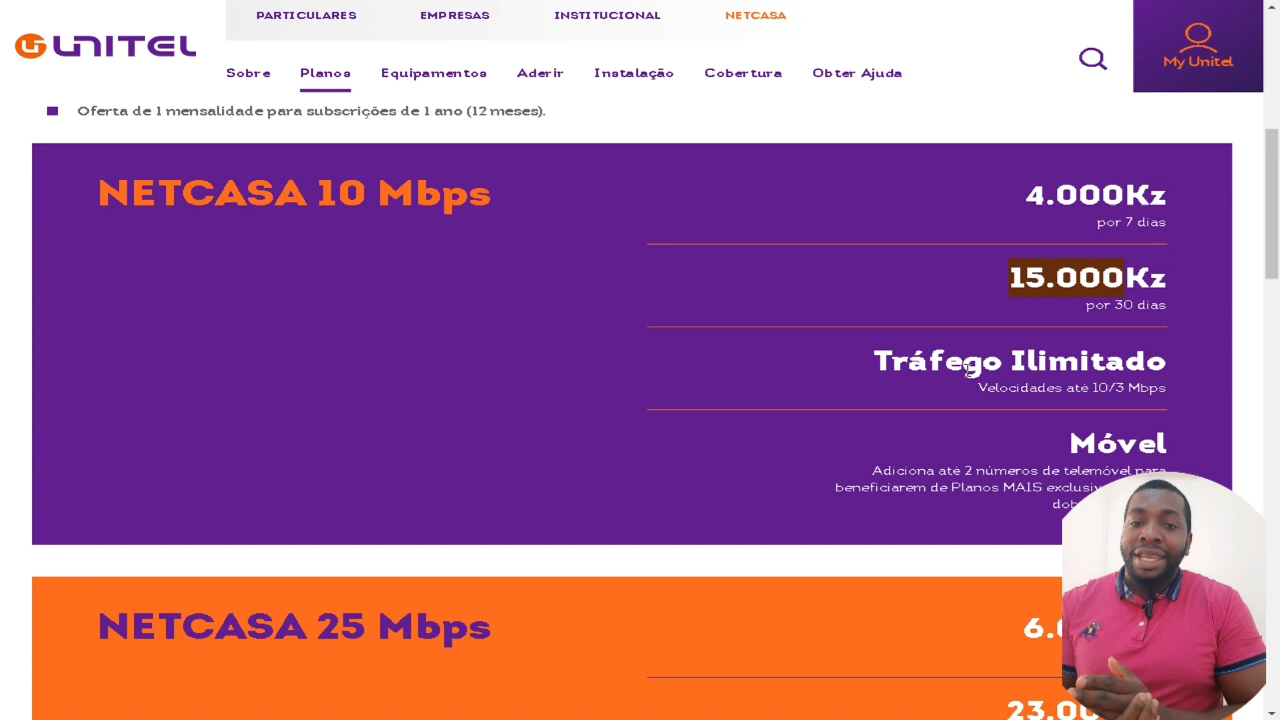 PARTICULARES EMPRESAS INSTITUCIONAL NETCASA
UNITEL
Sobre Planos Equipamentos Aderir Instalação Cobertura Obter Ajuda
My Unitel
Oferta de 1 mensalidade para subscrições de 1 ano (12 meses).
NETCASA 10 Mbps
4.000Kz
por 7 dias
15.000Kz
por 30 dias
Tráfego Ilimitado
Velocidades até 10/3 Mbps
Móvel
Adiciona até 2 números de telemóvel para
beneficiarem de Planos MAIS
NETCASA 25 Mbps